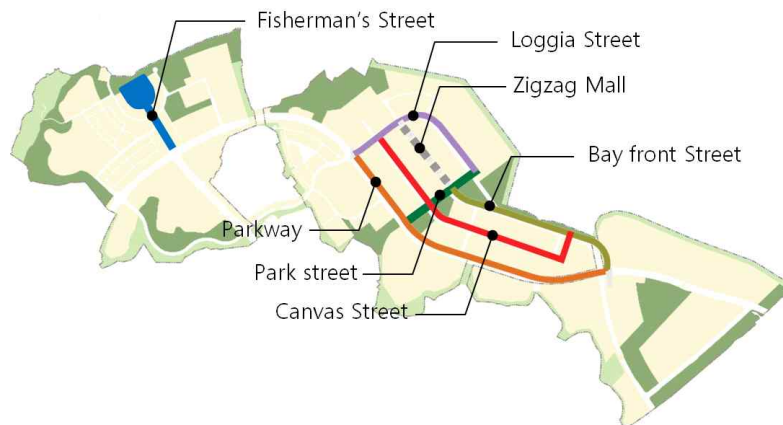 Fisherman's Street
Loggia Street
Zigzag Mall
Bay front Street
Parkway
Park street
Canvas Street